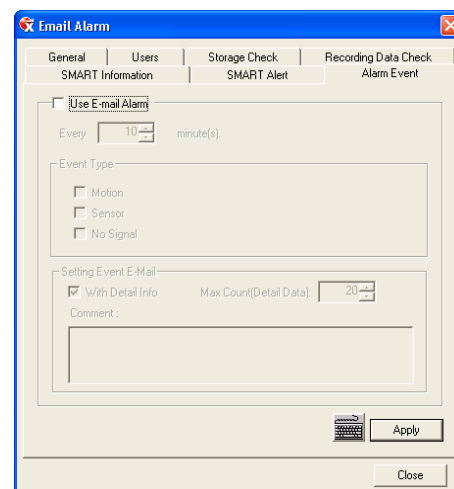 Email Alarm
General Users Storage Check Recording Data Check
SMART Information SMART Alert Alarm Event
Use E-mail Alarm
Every 10 minute(s).
Event Type
Motion
Sensor
No Signal
Setting Event E-Mail
With Detail Info Max Count(Detail Data): 20
Comment :
Apply
Close